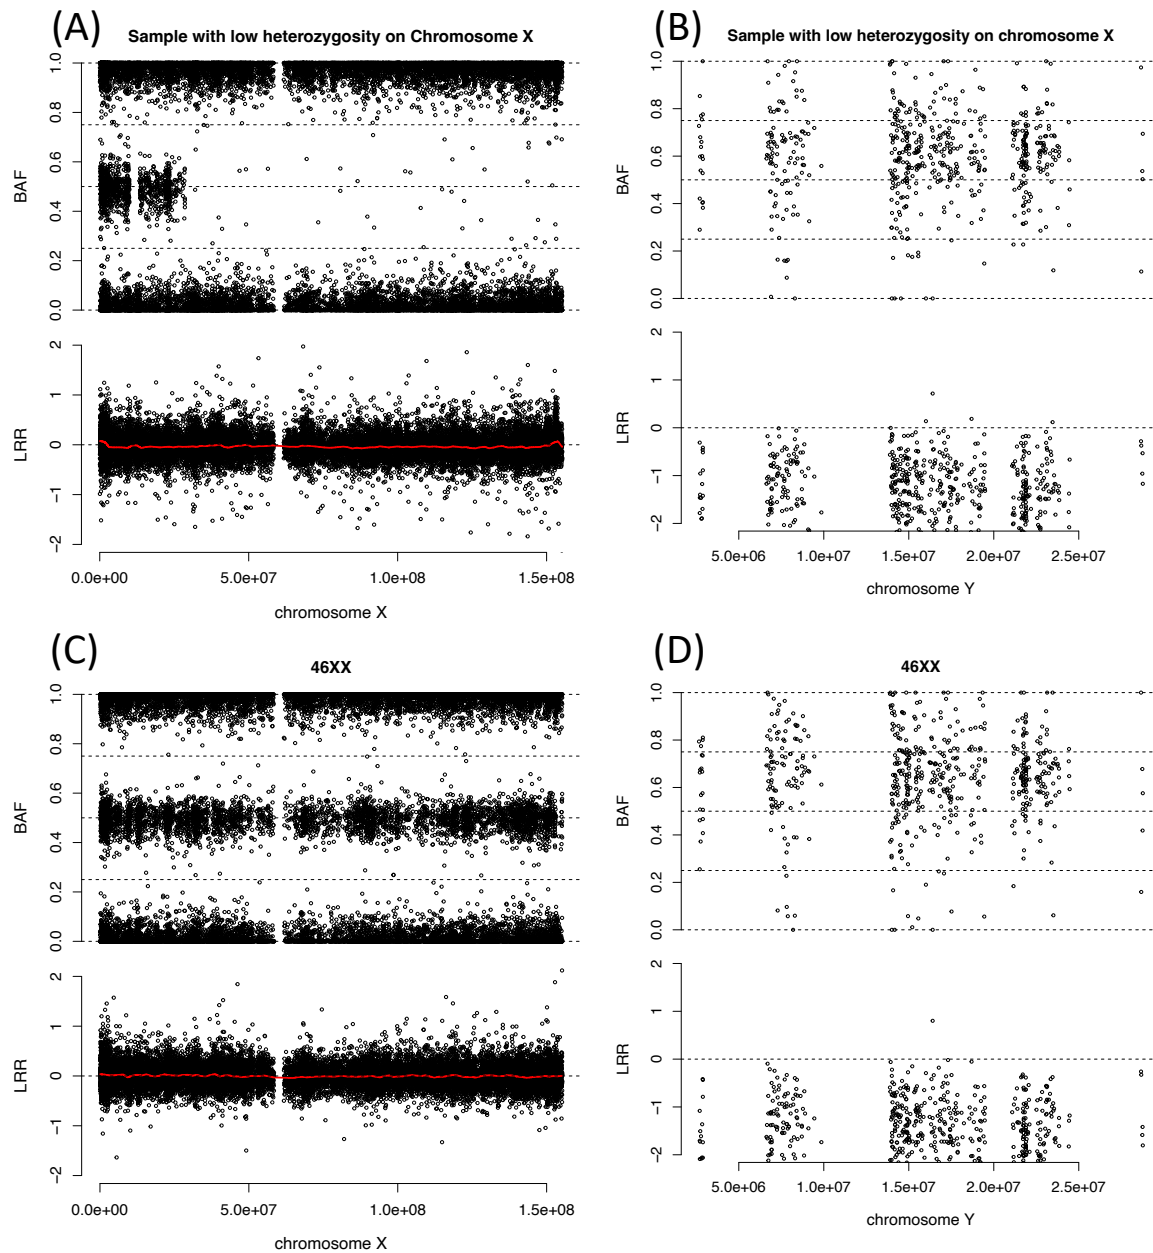 (A)
Sample with low heterozygosity on Chromosome X
BAF
0.0 0.2 0.4 0.6 0.8 1.0
LRR
−2 −1 0 1 2
0.0e+00 5.0e+07 1.0e+08 1.5e+08
chromosome X
(B)
Sample with low heterozygosity on chromosome X
BAF
0.0 0.2 0.4 0.6 0.8 1.0
LRR
−2 −1 0 1 2
5.0e+06 1.0e+07 1.5e+07 2.0e+07 2.5e+07
chromosome Y
(C)
46XX
BAF
0.0 0.2 0.4 0.6 0.8 1.0
LRR
−2 −1 0 1 2
0.0e+00 5.0e+07 1.0e+08 1.5e+08
chromosome X
(D)
46XX
BAF
0.0 0.2 0.4 0.6 0.8 1.0
LRR
−2 −1 0 1 2
5.0e+06 1.0e+07 1.5e+07 2.0e+07 2.5e+07
chromosome Y